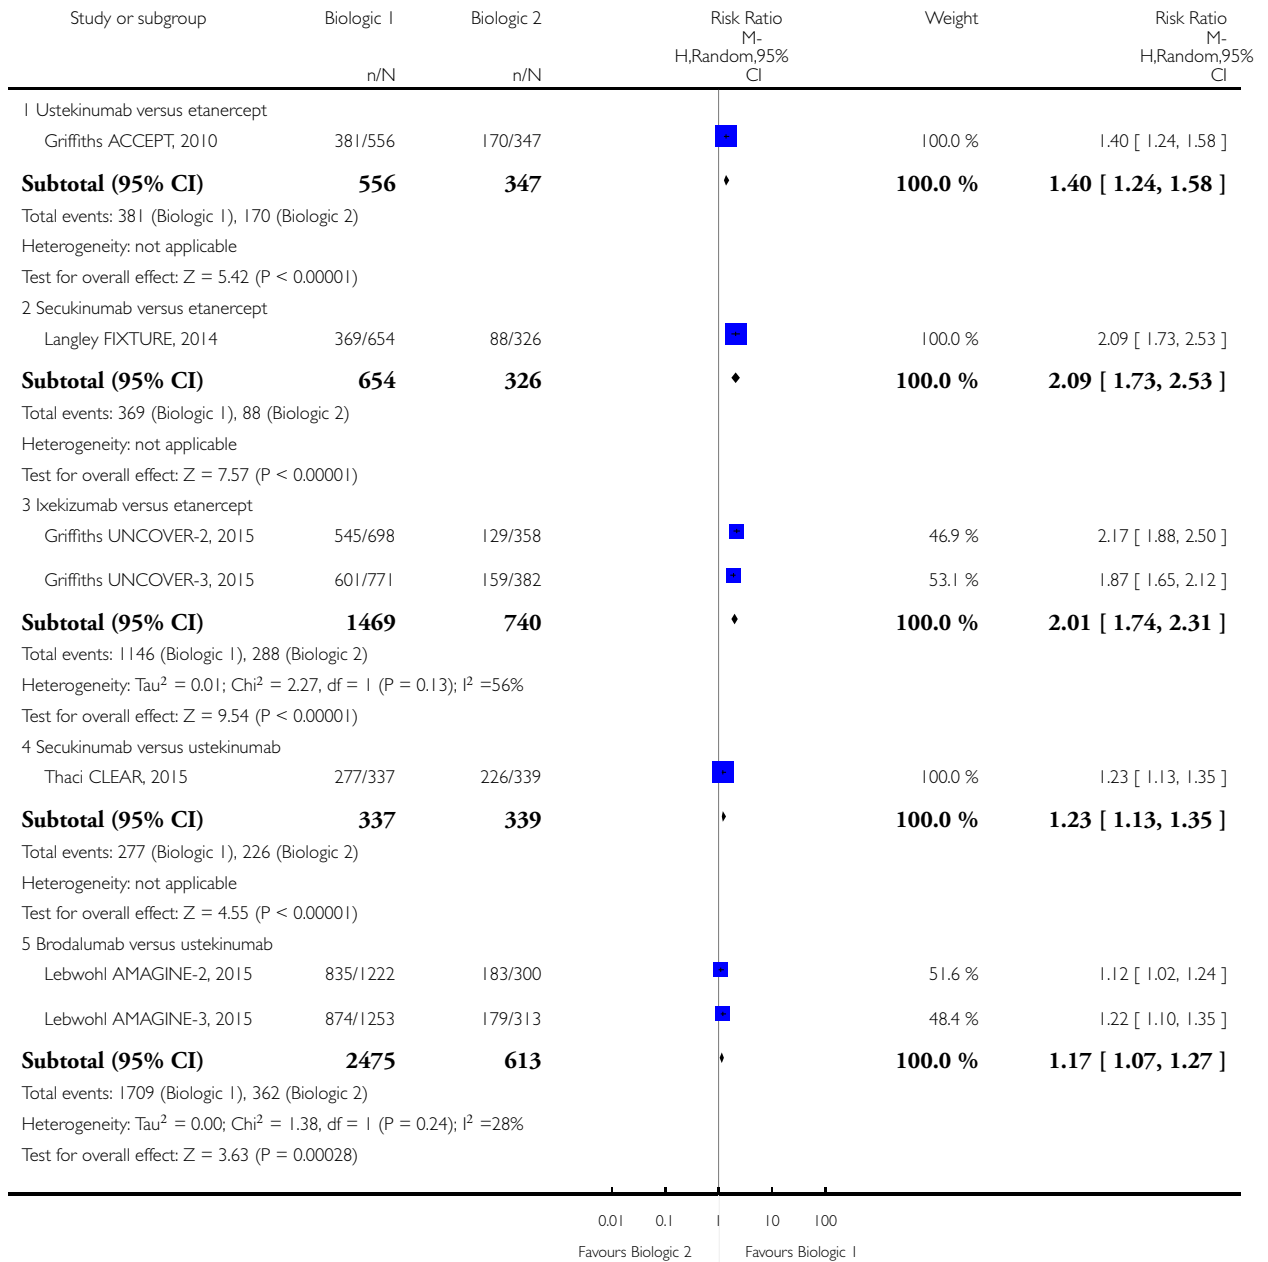 Study or subgroup Biologic 1 Biologic 2 Risk Ratio Weight Risk Ratio
M- M-
H,Random,95% H,Random,95%
n/N n/N CI CI
1 Ustekinumab versus etanercept
Griffiths ACCEPT, 2010 381/556 170/347 100.0 % 1.40 [ 1.24, 1.58 ]
Subtotal (95% CI) 556 347 100.0 % 1.40 [ 1.24, 1.58 ]
Total events: 381 (Biologic 1), 170 (Biologic 2)
Heterogeneity: not applicable
Test for overall effect: Z = 5.42 (P < 0.00001)
2 Secukinumab versus etanercept
Langley FIXTURE, 2014 369/654 88/326 100.0 % 2.09 [ 1.73, 2.53 ]
Subtotal (95% CI) 654 326 100.0 % 2.09 [ 1.73, 2.53 ]
Total events: 369 (Biologic 1), 88 (Biologic 2)
Heterogeneity: not applicable
Test for overall effect: Z = 7.57 (P < 0.00001)
3 Ixekizumab versus etanercept
Griffiths UNCOVER-2, 2015 545/698 129/358 46.9 % 2.17 [ 1.88, 2.50 ]
Griffiths UNCOVER-3, 2015 601/771 159/382 53.1 % 1.87 [ 1.65, 2.12 ]
Subtotal (95% CI) 1469 740 100.0 % 2.01 [ 1.74, 2.31 ]
Total events: 1146 (Biologic 1), 288 (Biologic 2)
Heterogeneity: Tau² = 0.01; Chi² = 2.27, df = 1 (P = 0.13); I² =56%
Test for overall effect: Z = 9.54 (P < 0.00001)
4 Secukinumab versus ustekinumab
Thaci CLEAR, 2015 277/337 226/339 100.0 % 1.23 [ 1.13, 1.35 ]
Subtotal (95% CI) 337 339 100.0 % 1.23 [ 1.13, 1.35 ]
Total events: 277 (Biologic 1), 226 (Biologic 2)
Heterogeneity: not applicable
Test for overall effect: Z = 4.55 (P < 0.00001)
5 Brodalumab versus ustekinumab
Lebwohl AMAGINE-2, 2015 835/1222 183/300 51.6 % 1.12 [ 1.02, 1.24 ]
Lebwohl AMAGINE-3, 2015 874/1253 179/313 48.4 % 1.22 [ 1.10, 1.35 ]
Subtotal (95% CI) 2475 613 100.0 % 1.17 [ 1.07, 1.27 ]
Total events: 1709 (Biologic 1), 362 (Biologic 2)
Heterogeneity: Tau² = 0.00; Chi² = 1.38, df = 1 (P = 0.24); I² =28%
Test for overall effect: Z = 3.63 (P = 0.00028)
0.01 0.1 1 10 100
Favours Biologic 2 Favours Biologic 1